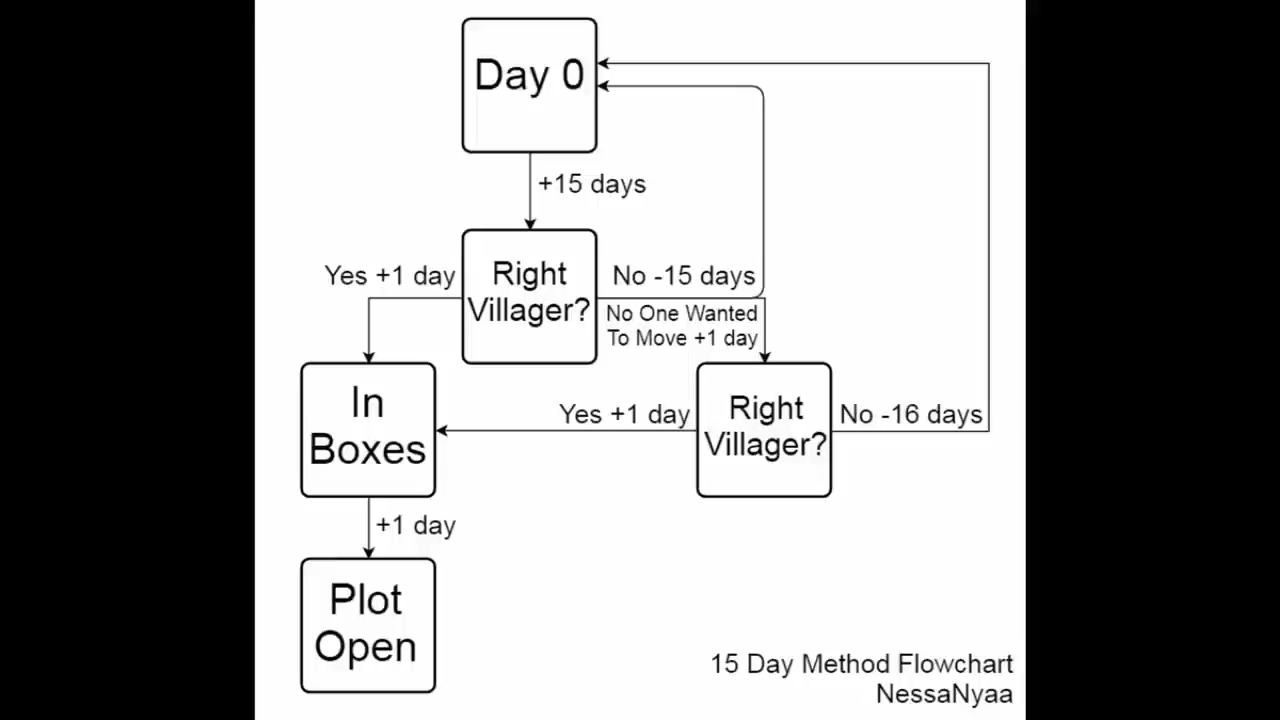 Day 0
+15 days
Yes +1 day
Right
Villager?
No -15 days
No One Wanted
To Move +1 day
In
Boxes
Yes +1 day
Right
Villager?
No -16 days
+1 day
Plot
Open
15 Day Method Flowchart
NessaNyaa